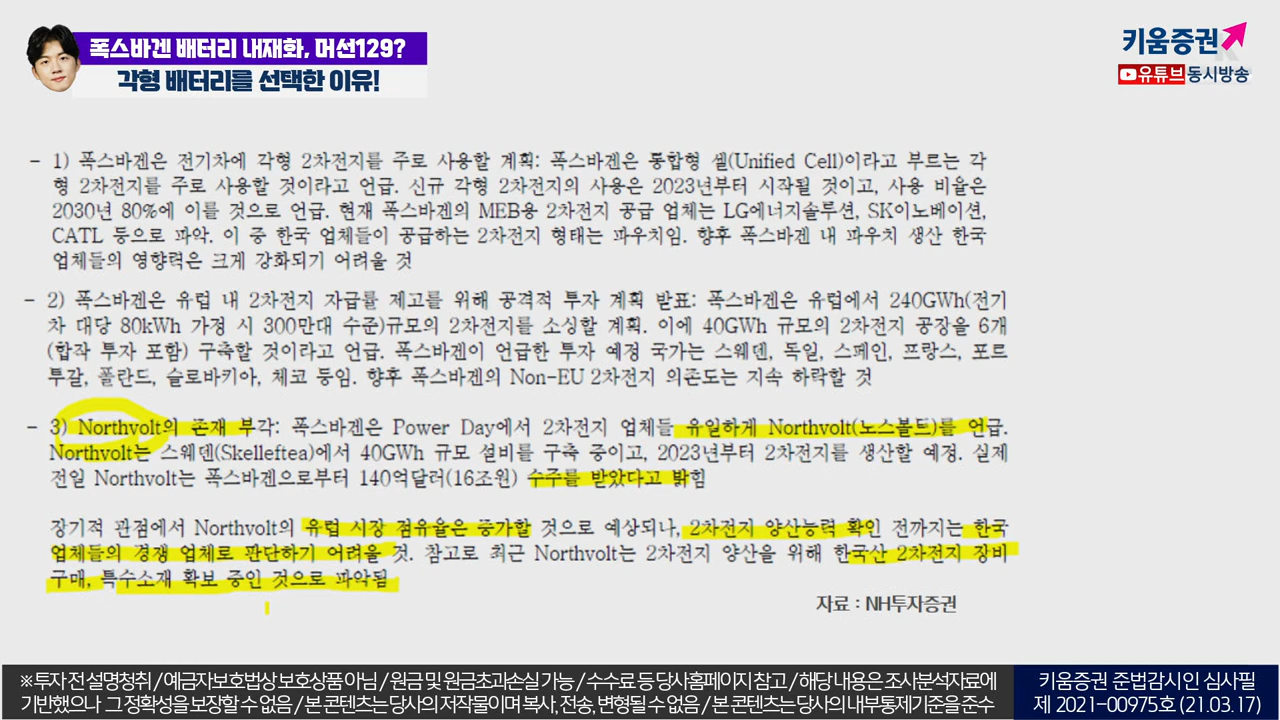 폭스바겐 배터리 내재화, 머선129?
각형 배터리를 선택한 이유!
키움증권
유튜브 동시방송
- 1) 폭스바겐은 전기차에 각형 2차전지를 주로 사용할 계획: 폭스바겐은 통합형 셀(Unified Cell)이라고 부르는 각
형 2차전지를 주로 사용할 것이라고 언급. 신규 각형 2차전지의 사용은 2023년부터 시작될 것이고, 사용 비율은
2030년 80%에 이를 것으로 언급. 현재 폭스바겐의 MEB용 2차전지 공급 업체는 LG에너지솔루션, SK이노베이션,
CATL 등으로 파악. 이 중 한국 업체들이 공급하는 2차전지 형태는 파우치임. 향후 폭스바겐 내 파우치 생산 한국
업체들의 영향력은 크게 강화되기 어려울 것
- 2) 폭스바겐은 유럽 내 2차전지 자급률 제고를 위해 공격적 투자 계획 발표: 폭스바겐은 유럽에서 240GWh(전기
차 대당 80kWh 가정 시 300만대 수준)규모의 2차전지를 소싱할 계획. 이에 40GWh 규모의 2차전지 공장을 6개
(합작 투자 포함) 구축할 것이라고 언급. 폭스바겐이 언급한 투자 예정 국가는 스웨덴, 독일, 스페인, 프랑스, 포르
투갈, 폴란드, 슬로바키아, 체코 등임. 향후 폭스바겐의 Non-EU 2차전지 의존도는 지속 하락할 것
- 3) Northvolt의 존재 부각: 폭스바겐은 Power Day에서 2차전지 업체들 유일하게 Northvolt(노스볼트)를 언급.
Northvolt는 스웨덴(Skelleftea)에서 40GWh 규모 설비를 구축 중이고, 2023년부터 2차전지를 생산할 예정. 실제
전일 Northvolt는 폭스바겐으로부터 140억달러(16조원) 수주를 받았다고 밝힘
장기적 관점에서 Northvolt의 유럽 시장 점유율은 증가할 것으로 예상되나, 2차전지 양산능력 확인 전까지는 한국
업체들의 경쟁 업체로 판단하기 어려울 것. 참고로 최근 Northvolt는 2차전지 양산을 위해 한국산 2차전지 장비
구매, 특수소재 확보 중인 것으로 파악됨
자료 : NH투자증권
※ 투자 전 설명청취 / 예금자보호법상 보호상품 아님 / 원금 및 원금초과손실 가능 / 수수료 등 당사홈페이지 참고 / 해당 내용은 조사분석자료에
기반했으나 그 정확성을 보장할 수 없음 / 본 콘텐츠는 당사의 저작물이며 복사, 전송, 변형될 수 없음 / 본 콘텐츠는 당사의 내부통제기준을 준수
키움증권 준법감시인 심사필
제 2021-00975호 (21.03.17)